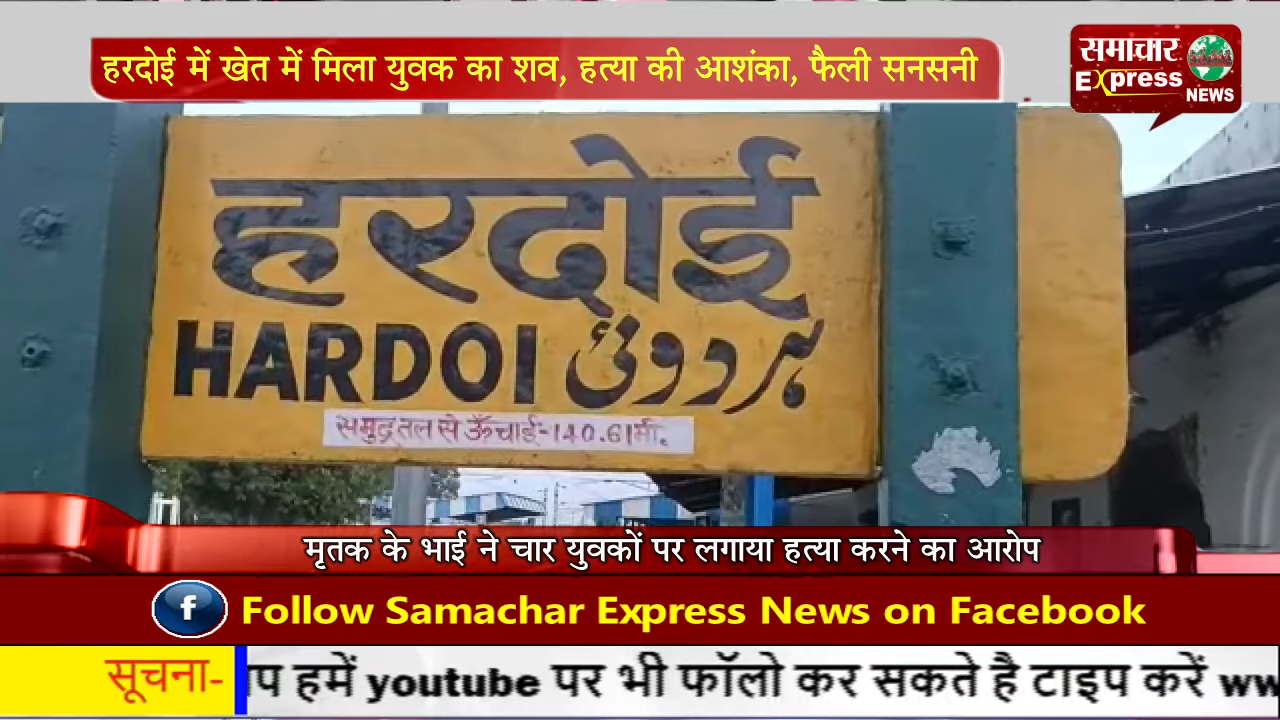 हरदोई में खेत में मिला युवक का शव, हत्या की आशंका, फैली सनसनी
समाचार
Express
NEWS
हरदोई
HARDOI ہردوئی
समुद्र तल से ऊँचाई-140.61मी.
मृतक के भाई ने चार युवकों पर लगाया हत्या करने का आरोप
f Follow Samachar Express News on Facebook
सूचना- प हमें youtube पर भी फॉलो कर सकते है टाइप करें ww